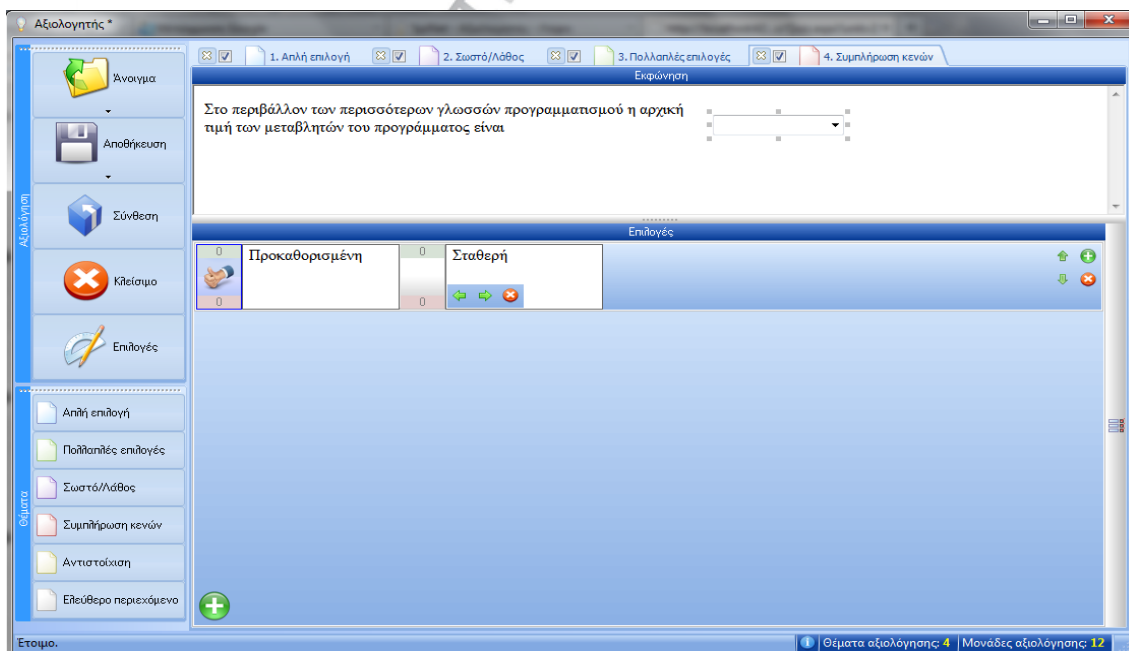 Αξιολογητής *
1. Απλή επιλογή
2. Σωστό/Λάθος
3. Πολλαπλές επιλογές
4. Συμπλήρωση κενών
Εκφώνηση
Στο περιβάλλον των περισσότερων γλωσσών προγραμματισμού η αρχική
τιμή των μεταβλητών του προγράμματος είναι
Επιλογές
0
Προκαθορισμένη
0
Σταθερή
0
0
Αξιολόγηση
Άνοιγμα
Αποθήκευση
Σύνθεση
Κλείσιμο
Επιλογές
Θέματα
Απλή επιλογή
Πολλαπλές επιλογές
Σωστό/Λάθος
Συμπλήρωση κενών
Αντιστοίχιση
Ελεύθερο περιεχόμενο
Έτοιμο.
Θέματα αξιολόγησης: 4
Μονάδες αξιολόγησης: 12